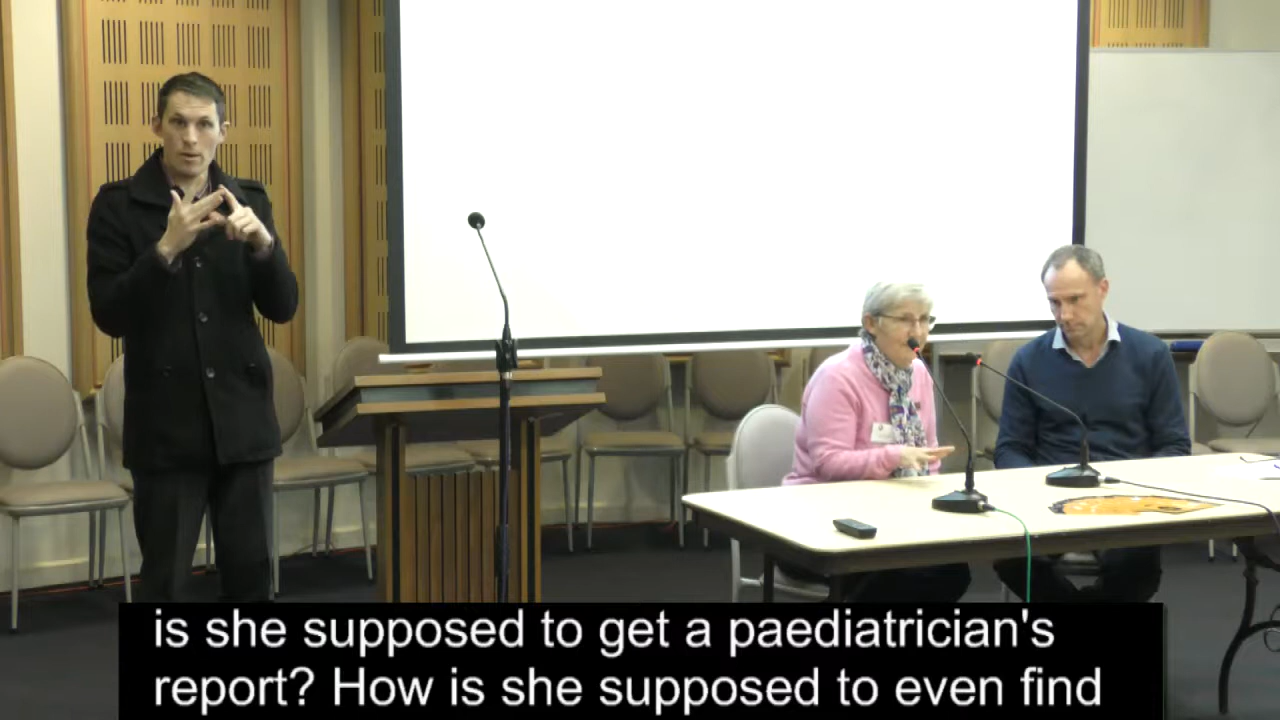 is she supposed to get a paediatrician's
report? How is she supposed to even find